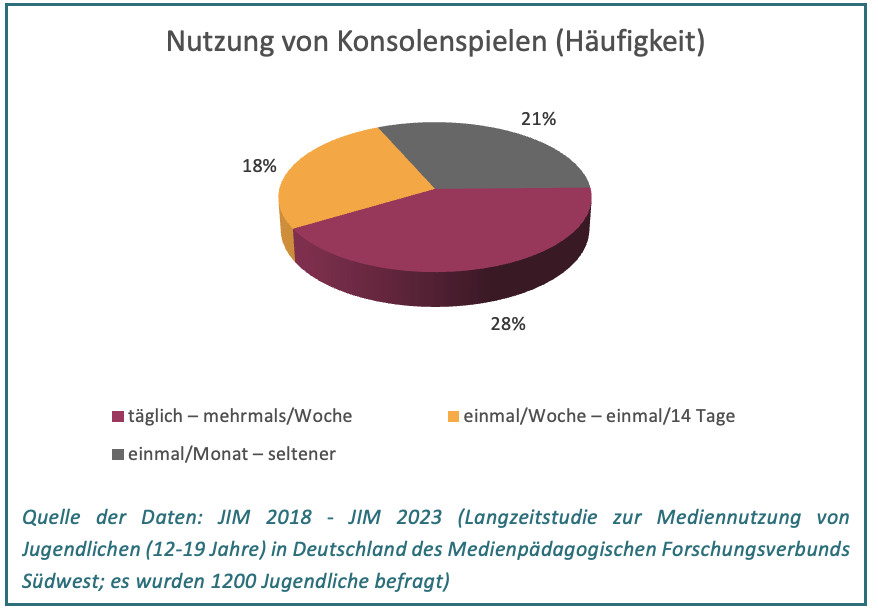 Nutzung von Konsolenspielen (Häufigkeit)
21%
18%
28%
täglich – mehrmals/Woche
einmal/Woche – einmal/14 Tage
einmal/Monat – seltener
Quelle der Daten: JIM 2018 - JIM 2023 (Langzeitstudie zur Mediennutzung von
Jugendlichen (12-19 Jahre) in Deutschland des Medienpädagogischen Forschungsverbunds
Südwest; es wurden 1200 Jugendliche befragt)